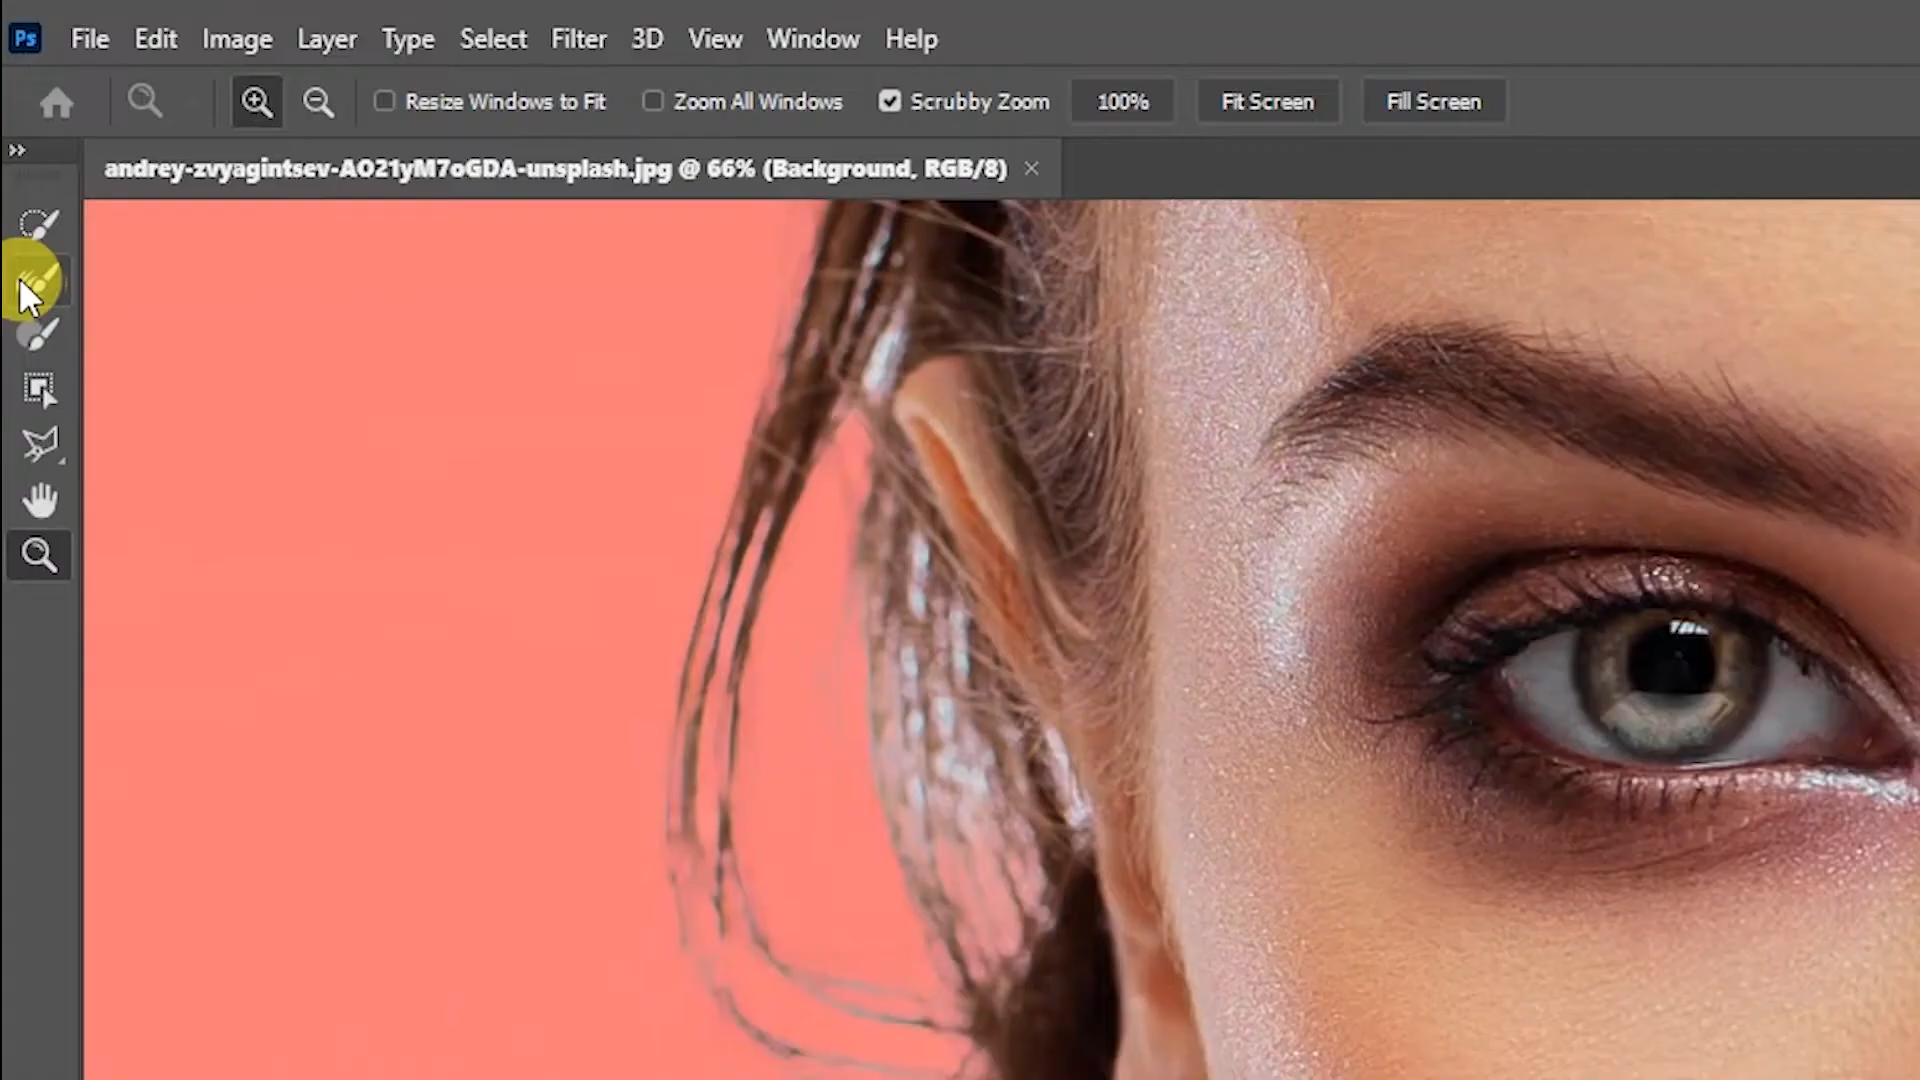 Ps File Edit Image Layer Type Select Filter 3D View Window Help
Resize Windows to Fit Zoom All Windows Scrubby Zoom 100% Fit Screen Fill Screen
andrey-zvyagintsev-AO21yM7oGDA-unsplash.jpg @ 66% (Background, RGB/8) ×